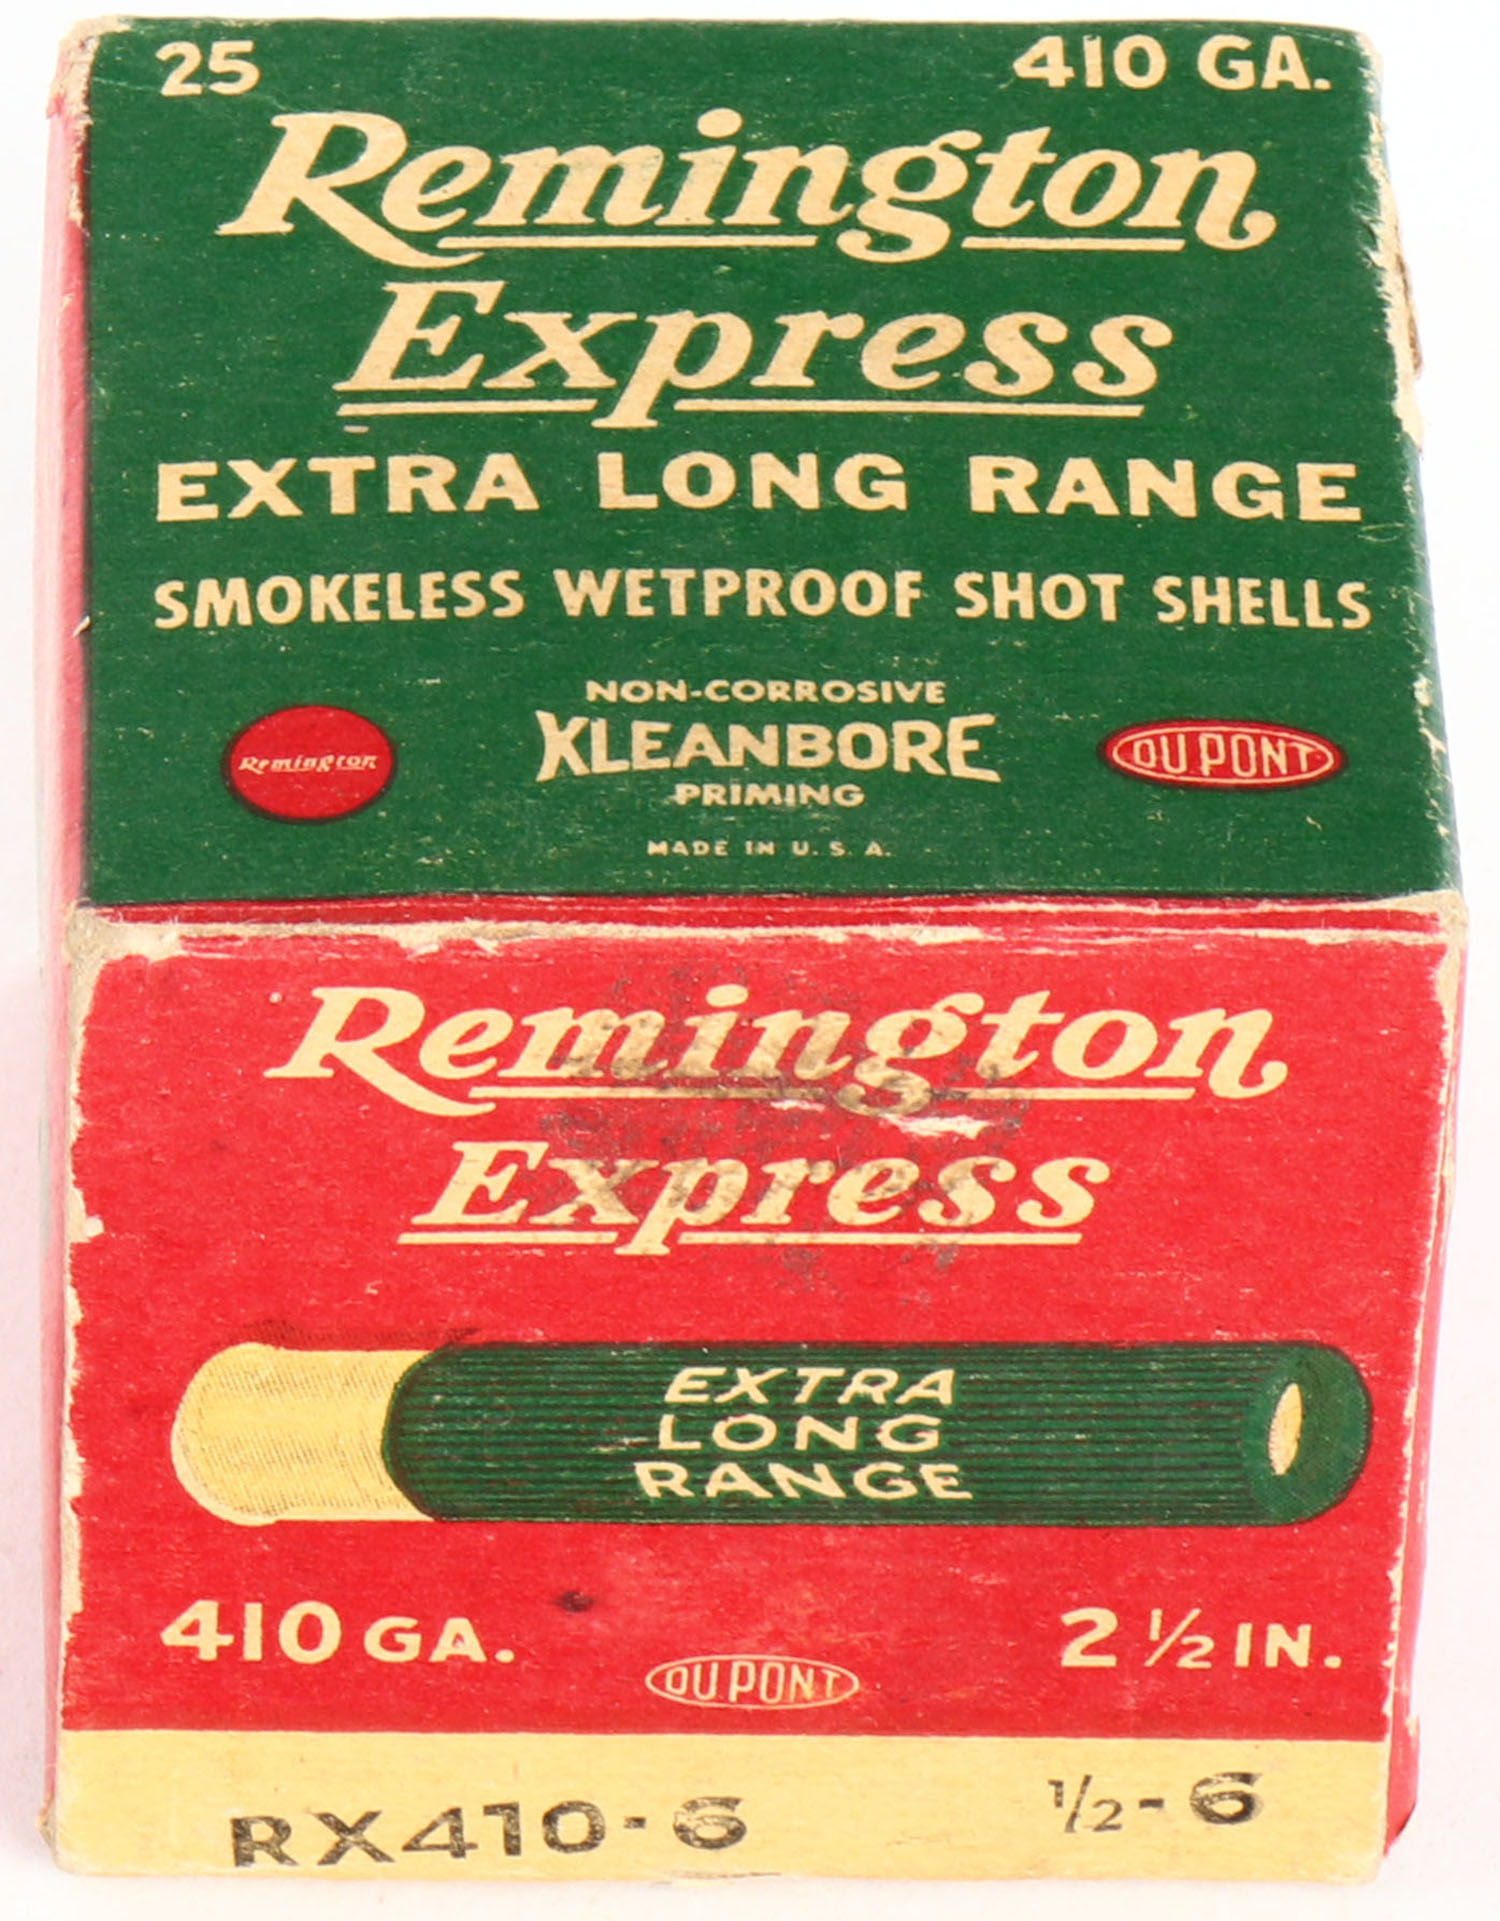 25 410 GA.
Remington
Express
EXTRA LONG RANGE
SMOKELESS WETPROOF SHOT SHELLS
NON-CORROSIVE
Remington KLEANBORE DU PONT
PRIMING
MADE IN U. S. A.
Remington
Express
EXTRA
LONG
RANGE
410 GA. 2 1/2 IN.
DU PONT
RX410-6 1/2-6